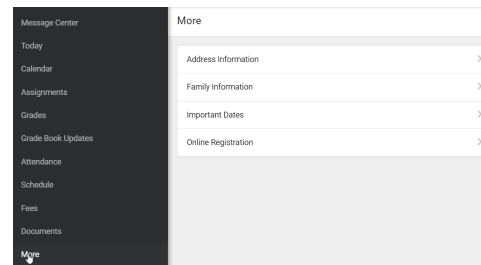 Message Center
Today
Calendar
Assignments
Grades
Grade Book Updates
Attendance
Schedule
Fees
Documents
More
More
Address Information
Family Information
Important Dates
Online Registration